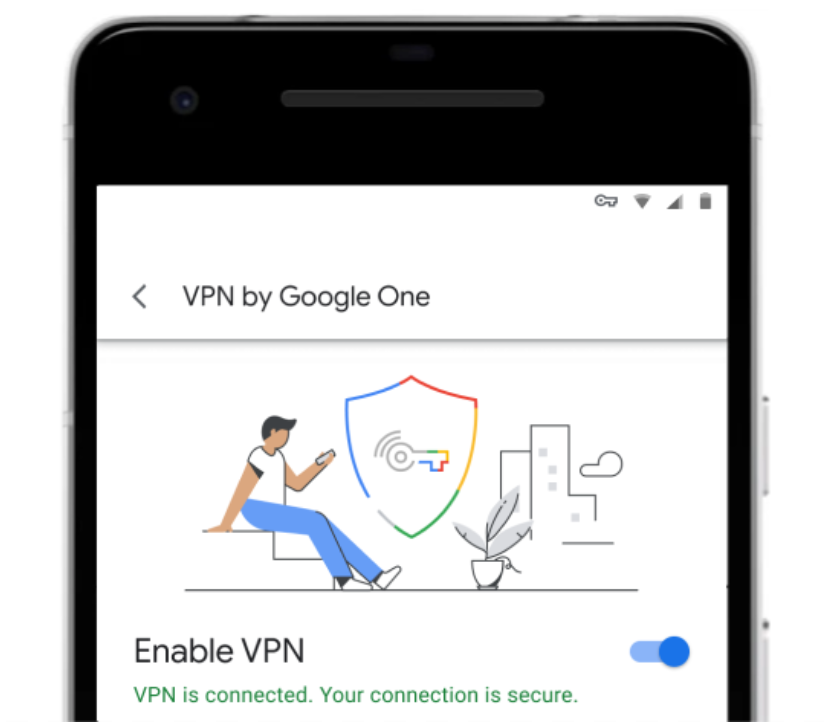 VPN by Google One
Enable VPN
VPN is connected. Your connection is secure.